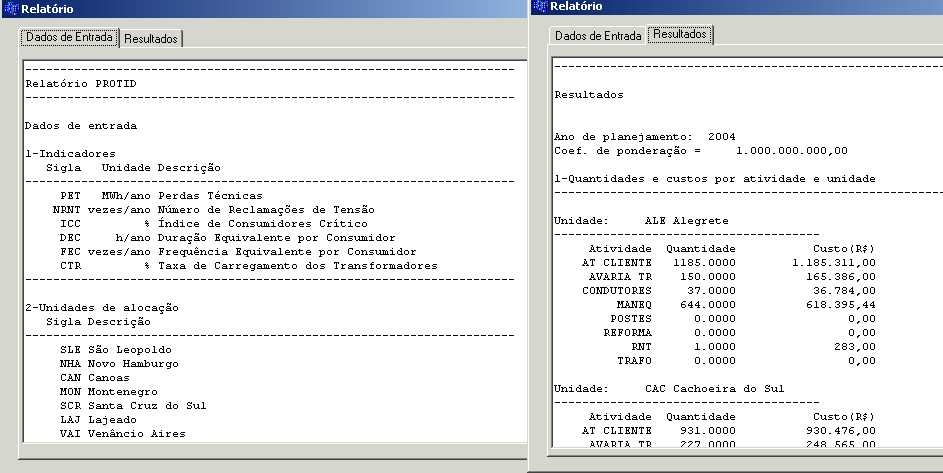 Relatório
Dados de Entrada Resultados
Relatório PROTID
Dados de entrada
1-Indicadores
Sigla Unidade Descrição
PET MWh/ano Perdas Técnicas
NRNT vezes/ano Número de Reclamações de Tensão
ICC % Índice de Consumidores Crítico
DEC h/ano Duração Equivalente por Consumidor
FEC vezes/ano Frequência Equivalente por Consumidor
CTR % Taxa de Carregamento dos Transformadores
2-Unidades de alocação
Sigla Descrição
SLE São Leopoldo
NHA Novo Hamburgo
CAN Canoas
MON Montenegro
SCR Santa Cruz do Sul
LAJ Lajeado
VAI Venâncio Aires
Relatório
Dados de Entrada Resultados
Resultados
Ano de planejamento: 2004
Coef. de ponderação = 1.000.000.000,00
1-Quantidades e custos por atividade e unidade
Unidade: ALE Alegrete
Atividade Quantidade Custo(R$)
AT CLIENTE 1185.0000 1.185.311,00
AVARIA TR 150.0000 165.386,00
CONDUTORES 37.0000 36.784,00
MANEQ 644.0000 618.395,44
POSTES 0.0000 0,00
REFORMA 0.0000 0,00
RNT 1.0000 283,00
TRAFO 0.0000 0,00
Unidade: CAC Cachoeira do Sul
Atividade Quantidade Custo(R$)
AT CLIENTE 931.0000 930.476,00
AVARIA TR 227.0000 248.565,00